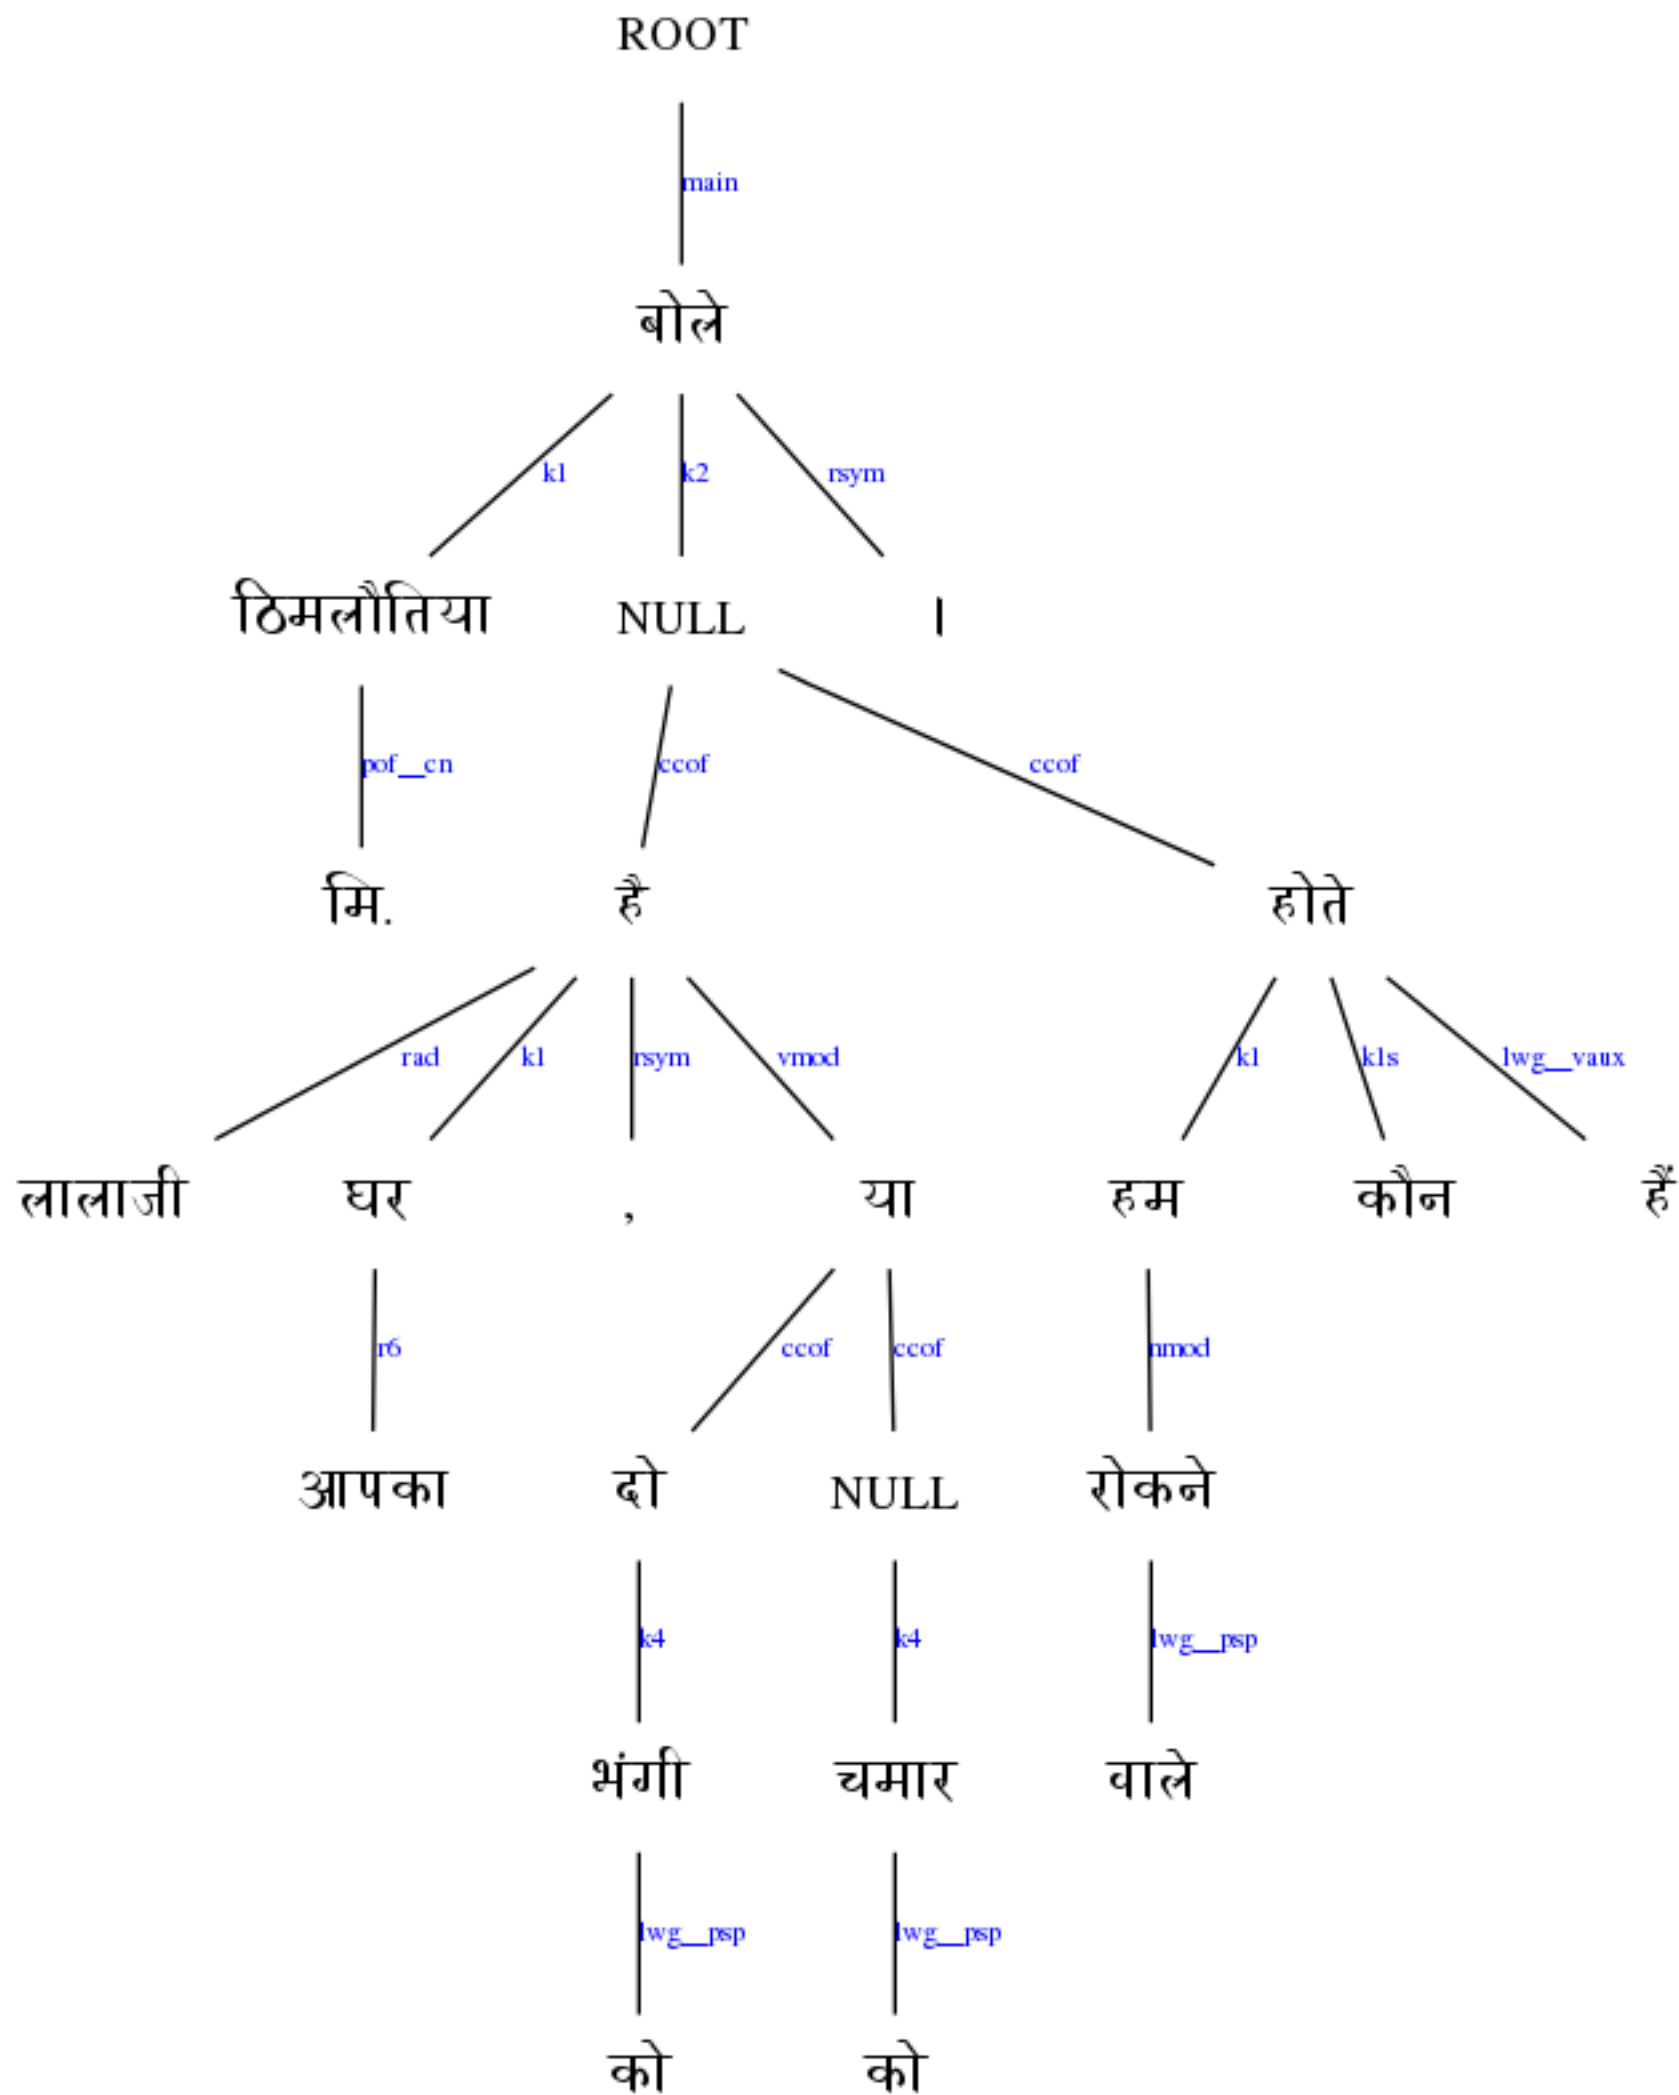 ROOT
main
बोले
k1 k2 rsym
ठिमलौतिया NULL ।
pof__cn ccof ccof
मि. है होते
rad k1 rsym vmod k1 k1s lwg__vaux
लालाजी घर , या हम कौन हैं
r6 ccof ccof nmod
आपका दो NULL रोकने
k4 k4 lwg__psp
भंगी चमार वाले
lwg__psp lwg__psp
को को